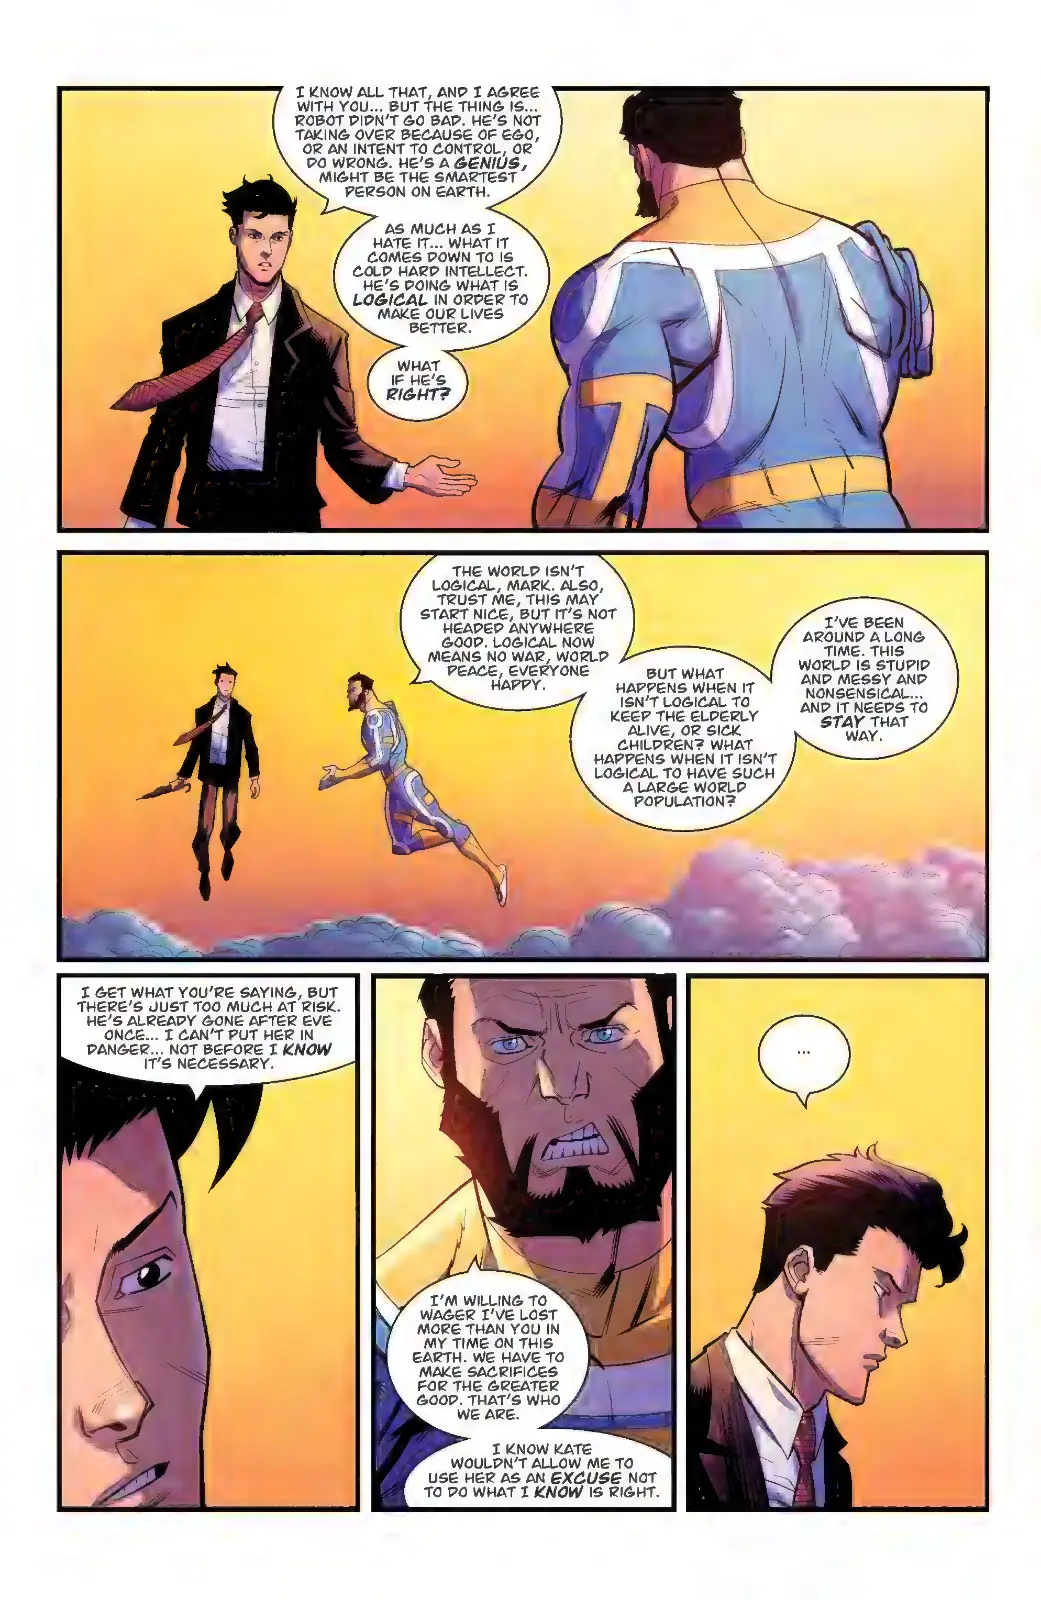 I KNOW ALL THAT, AND I AGREE
WITH YOU... BUT THE THING IS...
ROBOT DIDN'T GO BAD. HE'S NOT
TAKING OVER BECAUSE OF EGO,
OR AN INTENT TO CONTROL, OR
DO WRONG. HE'S A GENIUS,
MIGHT BE THE SMARTEST
PERSON ON EARTH.
AS MUCH AS I
HATE IT... WHAT IT
COMES DOWN TO IS
COLD HARD INTELLECT.
HE'S DOING WHAT IS
LOGICAL IN ORDER TO
MAKE OUR LIVES
BETTER.
WHAT
IF HE'S
RIGHT?
THE WORLD ISN'T
LOGICAL, MARK. ALSO,
TRUST ME, THIS MAY
START NICE, BUT IT'S NOT
HEADED ANYWHERE
GOOD. LOGICAL NOW
MEANS NO WAR, WORLD
PEACE, EVERYONE
HAPPY.
BUT WHAT
HAPPENS WHEN IT
ISN'T LOGICAL TO
KEEP THE ELDERLY
ALIVE, OR SICK
CHILDREN? WHAT
HAPPENS WHEN IT ISN'T
LOGICAL TO HAVE SUCH
A LARGE WORLD
POPULATION?
I'VE BEEN
AROUND A LONG
TIME. THIS
WORLD IS STUPID
AND MESSY AND
NONSENSICAL...
AND IT NEEDS TO
STAY THAT
WAY.
I GET WHAT YOU'RE SAYING, BUT
THERE'S JUST TOO MUCH AT RISK.
HE'S ALREADY GONE AFTER EVE
ONCE... I CAN'T PUT HER IN
DANGER... NOT BEFORE I KNOW
IT'S NECESSARY.
I'M WILLING TO
WAGER I'VE LOST
MORE THAN YOU IN
MY TIME ON THIS
EARTH. WE HAVE TO
MAKE SACRIFICES
FOR THE GREATER
GOOD. THAT'S WHO
WE ARE.
I KNOW KATE
WOULDN'T ALLOW ME TO
USE HER AS AN EXCUSE NOT
TO DO WHAT I KNOW IS RIGHT.
...